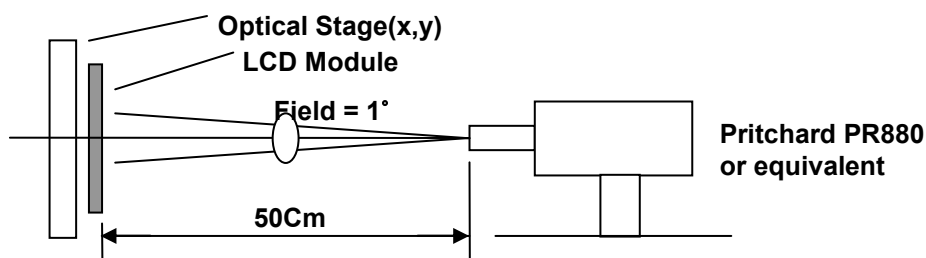 Optical Stage(x,y)
LCD Module
Field = 1°
Pritchard PR880
or equivalent
50Cm